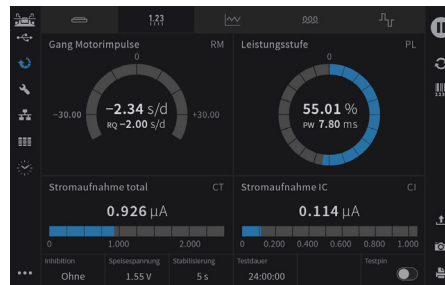 1.23
Gang Motorimpulse RM
0
-30.00 +30.00
-2.34 s/d
RQ -2.00 s/d
Leistungsstufe PL
0
55.01 %
PW 7.80 ms
Stromaufnahme total CT
0.926 µA
0 1.000 2.000
Stromaufnahme IC CI
0.114 µA
0 0.200 0.400 0.600 0.800 1.000
Inhibition Speisespannung Stabilisierung Testdauer Testpin
Ohne 1.55 V 5 s 24:00:00